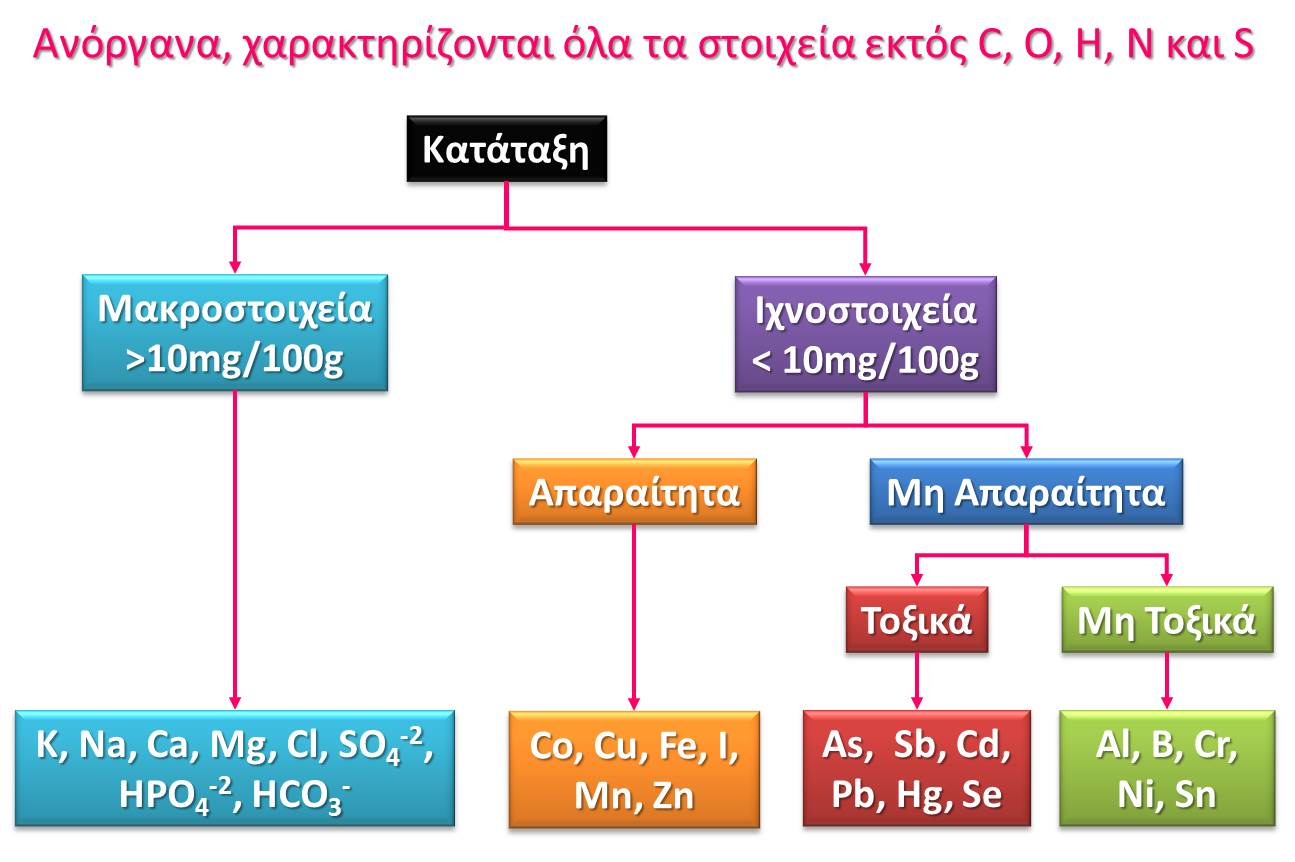 Ανόργανα, χαρακτηρίζονται όλα τα στοιχεία εκτός C, O, H, N και S
Κατάταξη
Μακροστοιχεία
>10mg/100g
Ιχνοστοιχεία
< 10mg/100g
Απαραίτητα
Μη Απαραίτητα
Τοξικά
Μη Τοξικά
K, Na, Ca, Mg, Cl, SO₄⁻², 
HPO₄⁻², HCO₃⁻
Co, Cu, Fe, I,
Mn, Zn
As, Sb, Cd,
Pb, Hg, Se
Al, B, Cr,
Ni, Sn